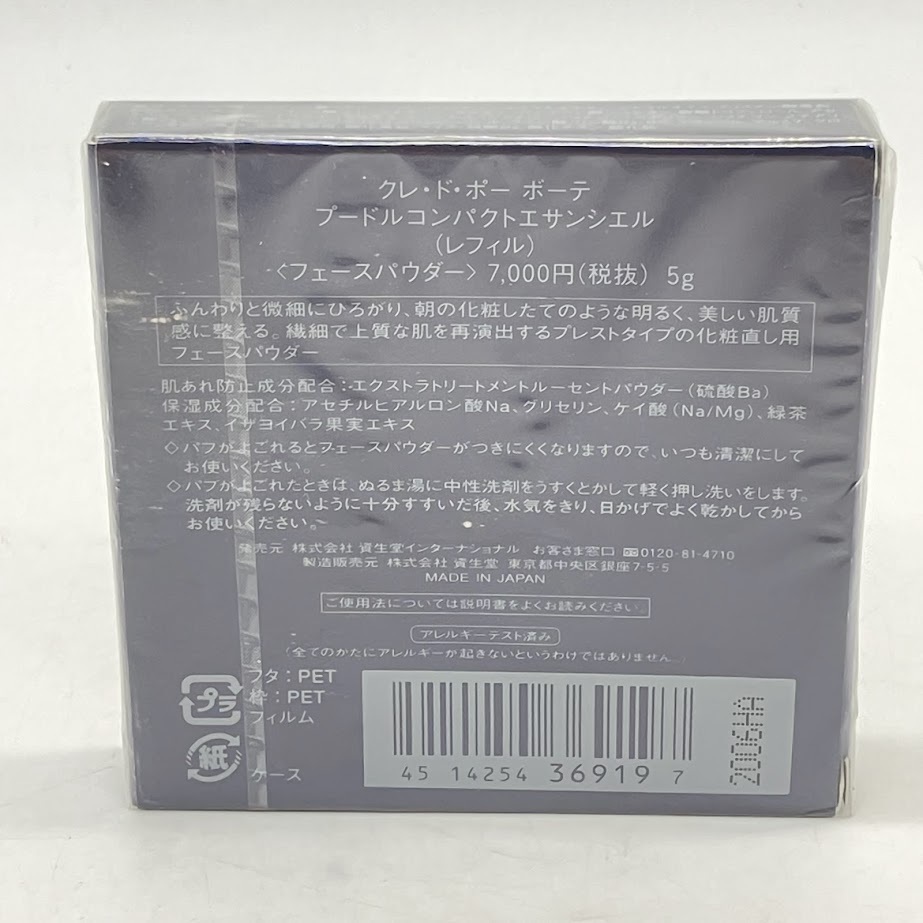 クレ・ド・ポー ボーテ
プードルコンパクトエサンシエル
(レフィル)
〈フェースパウダー〉 7,000円(税抜) 5g
ふんわりと微細にひろがり、朝の化粧したてのような明るく、美しい肌質
感に整える。繊細で上質な肌を再演出するプレストタイプの化粧直し用
フェースパウダー
肌あれ防止成分配合:エクストラトリートメントルーセントパウダー(硫酸Ba)
保湿成分配合:アセチルヒアルロン酸Na、グリセリン、ケイ酸(Na/Mg)、緑茶
エキス、イザヨイバラ果実エキス
◇パフがよごれるとフェースパウダーがつきにくくなりますので、いつも清潔にして
お使いください。
◇パフがよごれたときは、ぬるま湯に中性洗剤をうすくとかして軽く押し洗いをします。
洗剤が残らないように十分すすいだ後、水気をきり、日かげでよく乾かしてから
お使いください。
発売元 株式会社 資生堂インターナショナル お客さま窓口 0120-81-4710
製造販売元 株式会社 資生堂 東京都中央区銀座7-5-5
MADE IN JAPAN
ご使用法については説明書をよくお読みください。
アレルギーテスト済み
(全てのかたにアレルギーが起きないというわけではありません。)
フタ:PET
プラ 枠:PET
フィルム
紙 ケース
45 14254 36919 7
2006HA